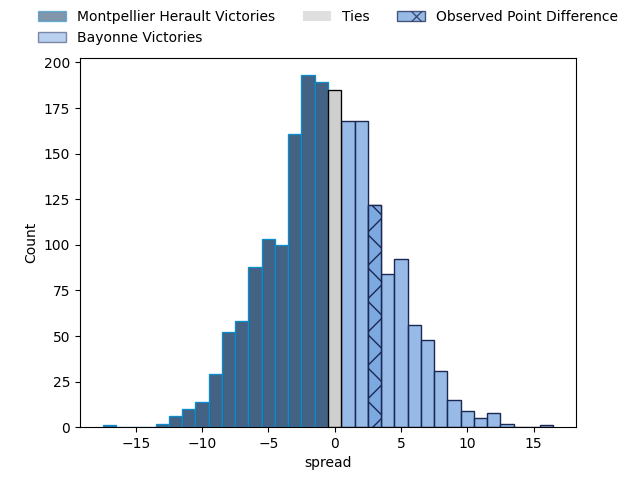 Montpellier Herault Victories
Ties
Observed Point Difference
Bayonne Victories
200
175
150
125
100
75
50
25
0
Count
−15
−10
−5
0
5
10
15
spread